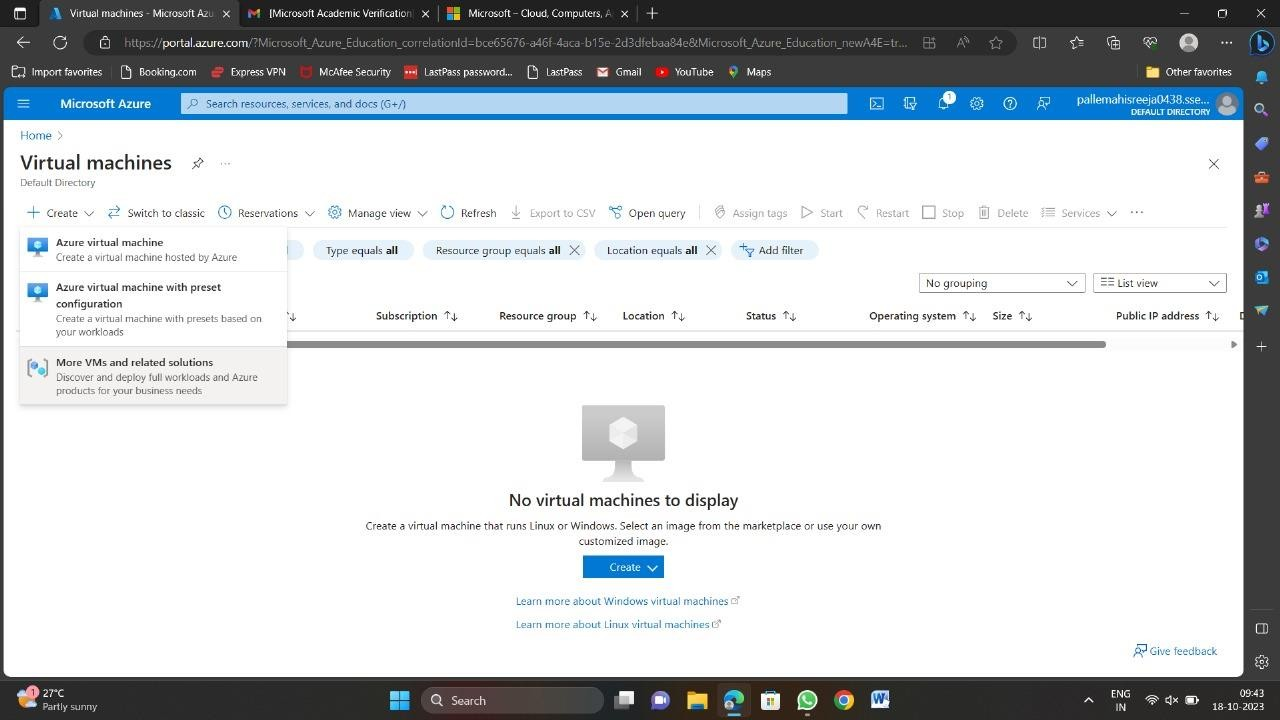 Virtual machines - Microsoft Azu
[Microsoft Academic Verification]
Microsoft – Cloud, Computers, A
https://portal.azure.com/?Microsoft_Azure_Education_correlationId=bce65676-a46f-4aca-b15e-2d3dfebaa84e&Microsoft_Azure_Education_newA4E=tr...
Import favorites
Booking.com
Express VPN
McAfee Security
LastPass password...
LastPass
Gmail
YouTube
Maps
Other favorites
Microsoft Azure
Search resources, services, and docs (G+/)
1
pallemahisreeja0438.sse...
DEFAULT DIRECTORY
Home >
Virtual machines
Default Directory
Create
Switch to classic
Reservations
Manage view
Refresh
Export to CSV
Open query
Assign tags
Start
Restart
Stop
Delete
Services
Azure virtual machine
Create a virtual machine hosted by Azure
Azure virtual machine with preset
configuration
Create a virtual machine with presets based on
your workloads
More VMs and related solutions
Discover and deploy full workloads and Azure
products for your business needs
Type equals all
Resource group equals all
Location equals all
Add filter
No grouping
List view
Subscription
Resource group
Location
Status
Operating system
Size
Public IP address
D
No virtual machines to display
Create a virtual machine that runs Linux or Windows. Select an image from the marketplace or use your own
customized image.
Create
Learn more about Windows virtual machines
Learn more about Linux virtual machines
Give feedback
1
27°C
Partly sunny
Search
ENG
IN
09:43
18-10-2023